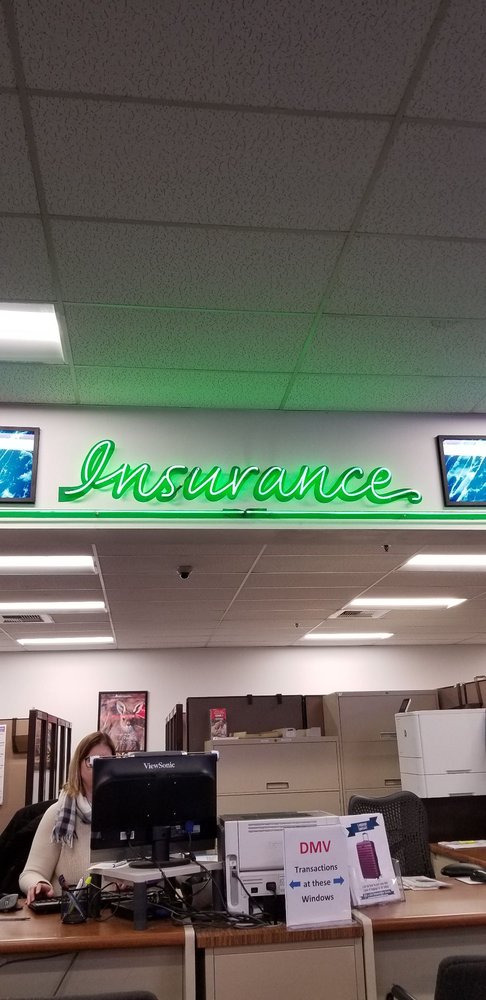 Insurance
ViewSonic
DMV
Transactions
at these
Windows